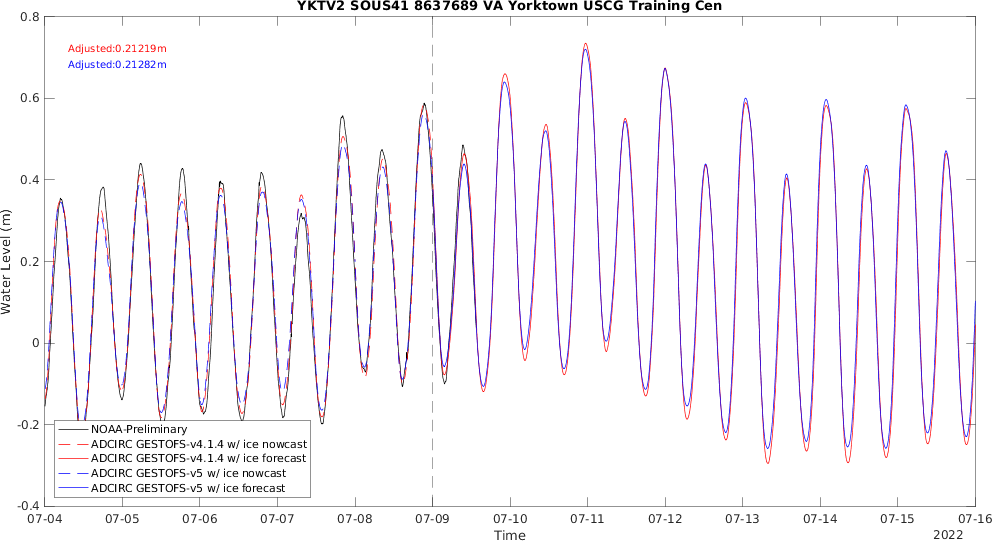 YKTV2 SOUS41 8637689 VA Yorktown USCG Training Cen
Adjusted:0.21219m
Adjusted:0.21282m
0.8
0.6
0.4
0.2
0
-0.2
-0.4
Water Level (m)
NOAA-Preliminary
ADCIRC GESTOFS-v4.1.4 w/ ice nowcast
ADCIRC GESTOFS-v4.1.4 w/ ice forecast
ADCIRC GESTOFS-v5 w/ ice nowcast
ADCIRC GESTOFS-v5 w/ ice forecast
07-04 07-05 07-06 07-07 07-08 07-09 07-10 07-11 07-12 07-13 07-14 07-15 07-16
Time
2022